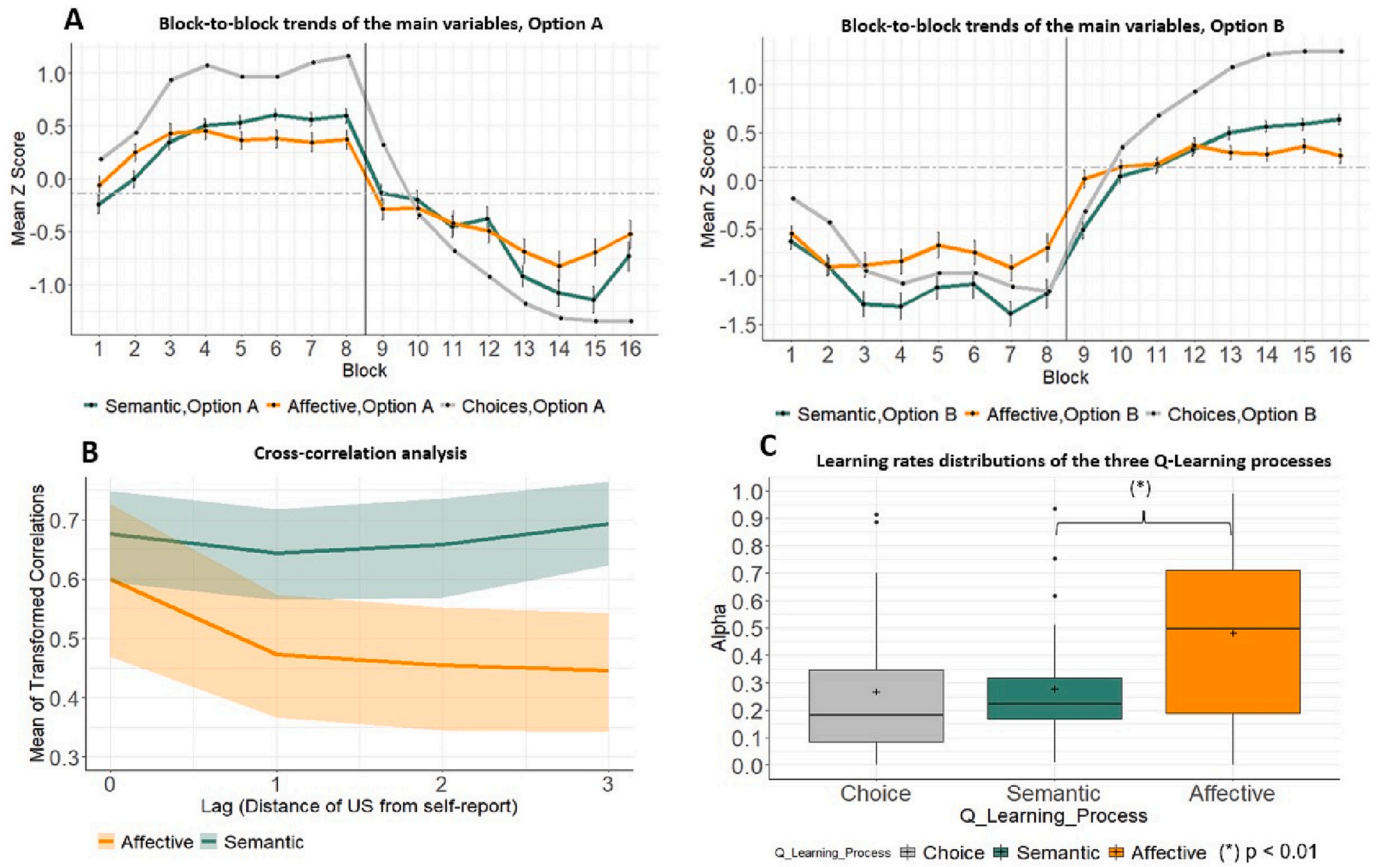 A
Block-to-block trends of the main variables, Option A
Mean Z Score
1.0
0.5
0.0
-0.5
-1.0
1 2 3 4 5 6 7 8 9 10 11 12 13 14 15 16
Block
Semantic,Option A Affective,Option A Choices,Option A
Block-to-block trends of the main variables, Option B
Mean Z Score
1.0
0.5
0.0
-0.5
-1.0
-1.5
1 2 3 4 5 6 7 8 9 10 11 12 13 14 15 16
Block
Semantic,Option B Affective,Option B Choices,Option B
B
Cross-correlation analysis
Mean of Transformed Correlations
0.7
0.6
0.5
0.4
0.3
0 1 2 3
Lag (Distance of US from self-report)
Affective Semantic
C
Learning rates distributions of the three Q-Learning processes
(*)
Alpha
1.0
0.9
0.8
0.7
0.6
0.5
0.4
0.3
0.2
0.1
0.0
Choice Semantic Affective
Q_Learning_Process
Q_Learning_Process Choice Semantic Affective (*) p < 0.01